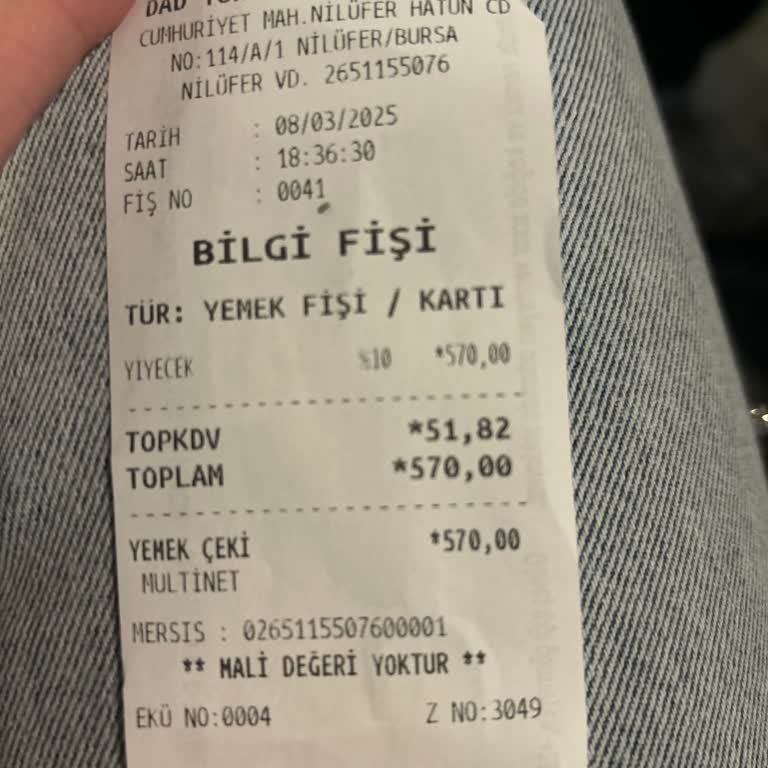 DAD
CUMHURİYET MAH.NİLÜFER HATUN CD
NO:114/A/1 NİLÜFER/BURSA
NİLÜFER VD. 2651155076
TARİH : 08/03/2025
SAAT : 18:36:30
FİŞ NO : 0041
BİLGİ FİŞİ
TÜR: YEMEK FİŞİ / KARTI
YİYECEK %10 *570,00
TOPKDV *51,82
TOPLAM *570,00
YEMEK ÇEKİ *570,00
MULTİNET
MERSIS : 0265115507600001
** MALİ DEĞERİ YOKTUR **
EKÜ NO:0004 Z NO:3049